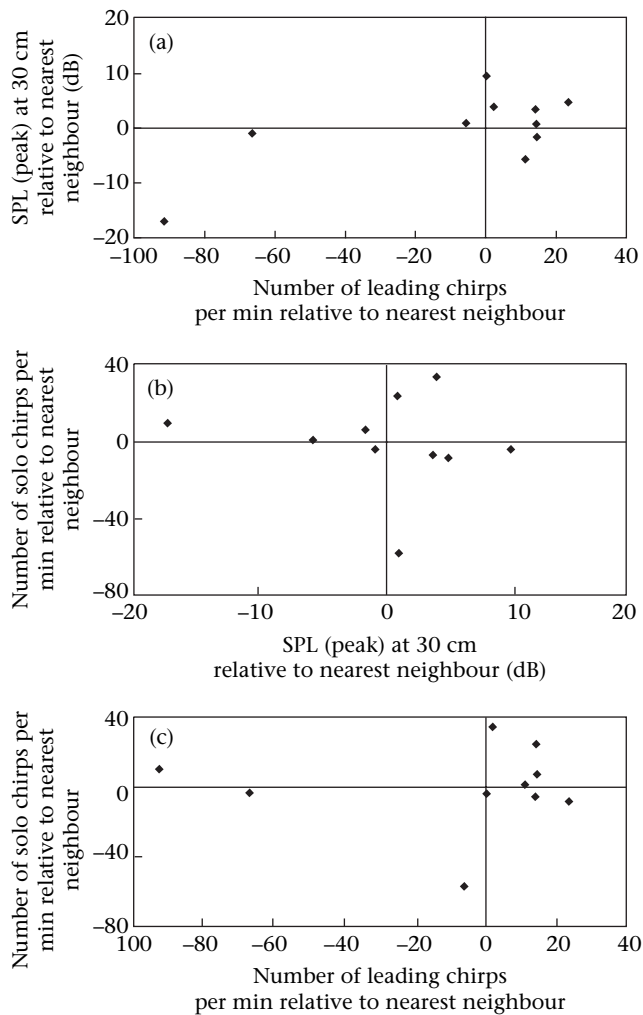 20
(a)
10
0
−10
−20
SPL (peak) at 30 cm
relative to nearest
neighbour (dB)
−100 −80 −60 −40 −20 0 20 40
Number of leading chirps
per min relative to nearest neighbour
40
(b)
0
−40
−80
Number of solo chirps per
min relative to nearest
neighbour
−20 −10 0 10 20
SPL (peak) at 30 cm
relative to nearest neighbour (dB)
40
(c)
0
−40
−80
Number of solo chirps per
min relative to nearest
neighbour
100 −80 −60 −40 −20 0 20 40
Number of leading chirps
per min relative to nearest neighbour